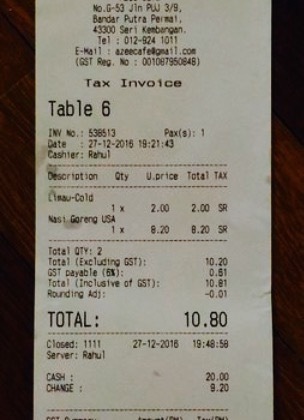 No.G-53 Jln PUJ 3/9,
Bandar Putra Permai,
43300 Seri Kembangan.
Tel : 012-924 1011
E-Mail : azeecafe@gmail.com
(GST Reg. No : 001087950848)
Tax Invoice
Table 6
INV No.: 538513 Pax(s): 1
Date : 27-12-2016 19:21:43
Cashier: Rahul
Description Qty U.price Total TAX
Limau-Cold
1 x 2.00 2.00 SR
Nasi Goreng USA
1 x 8.20 8.20 SR
Total QTY: 2
Total (Excluding GST): 10.20
GST payable (6%): 0.61
Total (Inclusive of GST): 10.81
Rounding Adj: -0.01
TOTAL: 10.80
Closed: 1111 27-12-2016 19:48:58
Server: Rahul
CASH : 20.00
CHANGE : 9.20